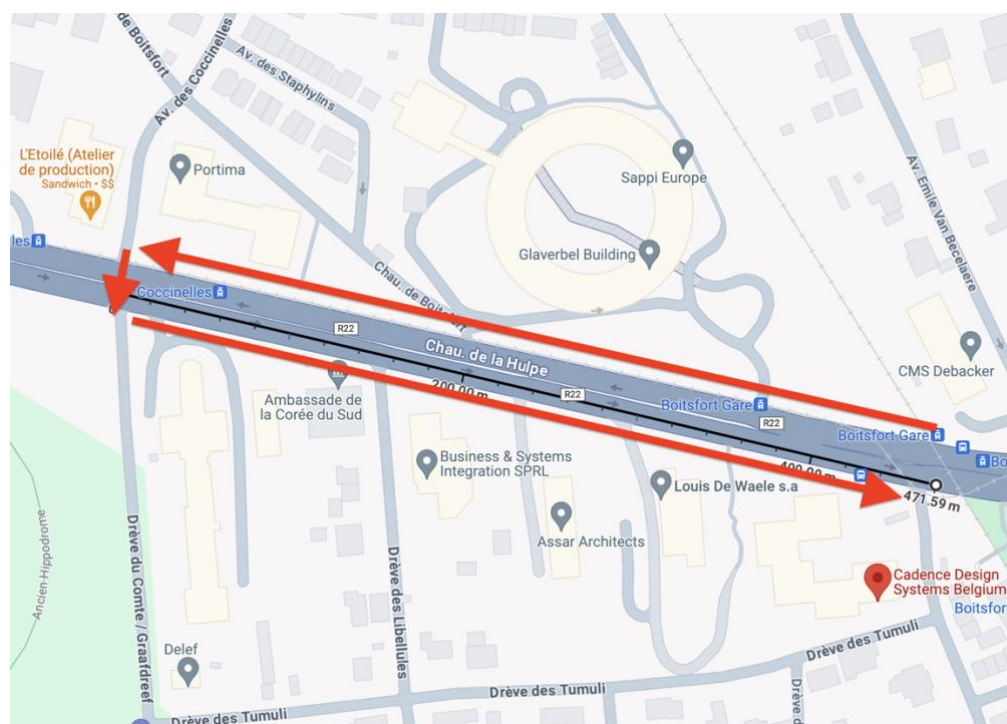 de Boitsfort
Av. des Coccinelles
Av. des Staphylins
L'Etoilé (Atelier
de production)
Sandwich • $$
Portima
Sappi Europe
Glaverbel Building
Av. Emile Van Becelaere
lles
Coccinelles
Chau. de Boitsfort
R22
Chau. de la Hulpe
CMS Debacker
200.00 m
R22
Boitsfort Gare
R22
Boitsfort Gare
Bo
Ambassade de
la Corée du Sud
Business & Systems
Integration SPRL
400.00 m
471.59 m
Louis De Waele s.a
Assar Architects
Cadence Design
Systems Belgium
Boitsfor
Ancien-Hippodrome
Drève du Comte / Graafdreef
Drève des Libellules
Delef
Drève des Tumuli
Drève des Tumuli
Drève des Tumuli
Drève d